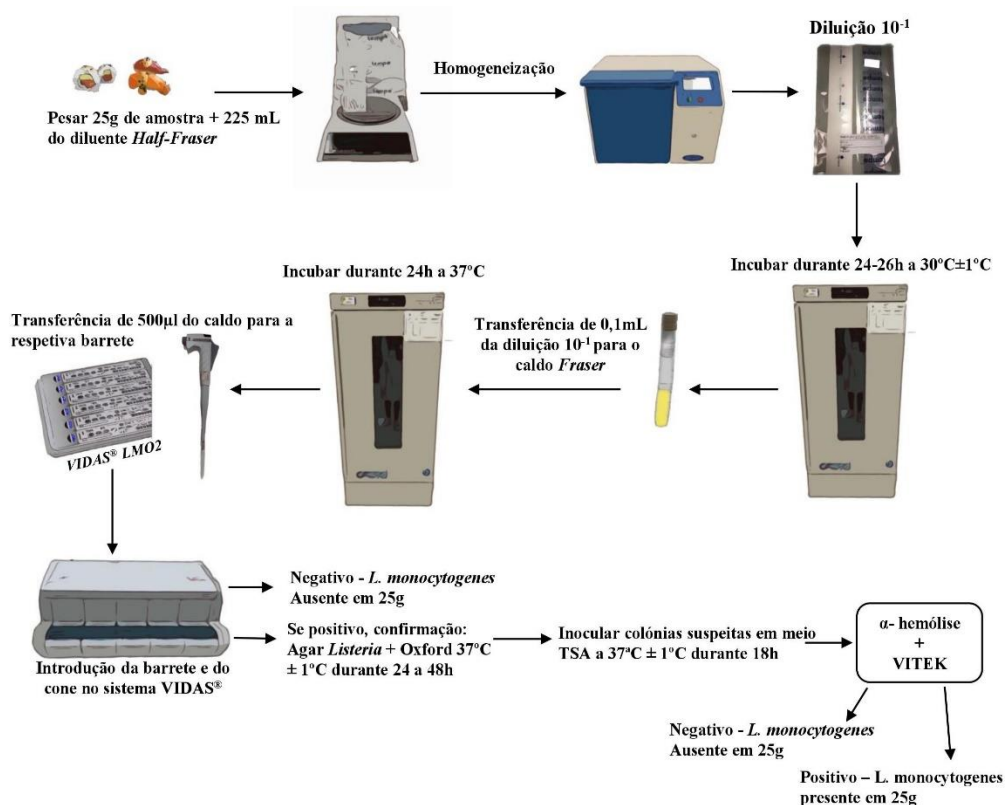 Diluição 10⁻¹
Homogeneização
Pesar 25g de amostra + 225 mL
do diluente Half-Fraser
Incubar durante 24-26h a 30ºC±1ºC
Incubar durante 24h a 37ºC
Transferência de 0,1mL
da diluição 10⁻¹ para o
caldo Fraser
Transferência de 500µl do caldo para a
respetiva barrete
VIDAS® LMO2
Negativo - L. monocytogenes
Ausente em 25g
Se positivo, confirmação:
Agar Listeria + Oxford 37ºC
± 1ºC durante 24 a 48h
Introdução da barrete e do
cone no sistema VIDAS®
Inocular colónias suspeitas em meio
TSA a 37ªC ± 1ºC durante 18h
α- hemólise
+
VITEK
Negativo - L. monocytogenes
Ausente em 25g
Positivo – L. monocytogenes
presente em 25g